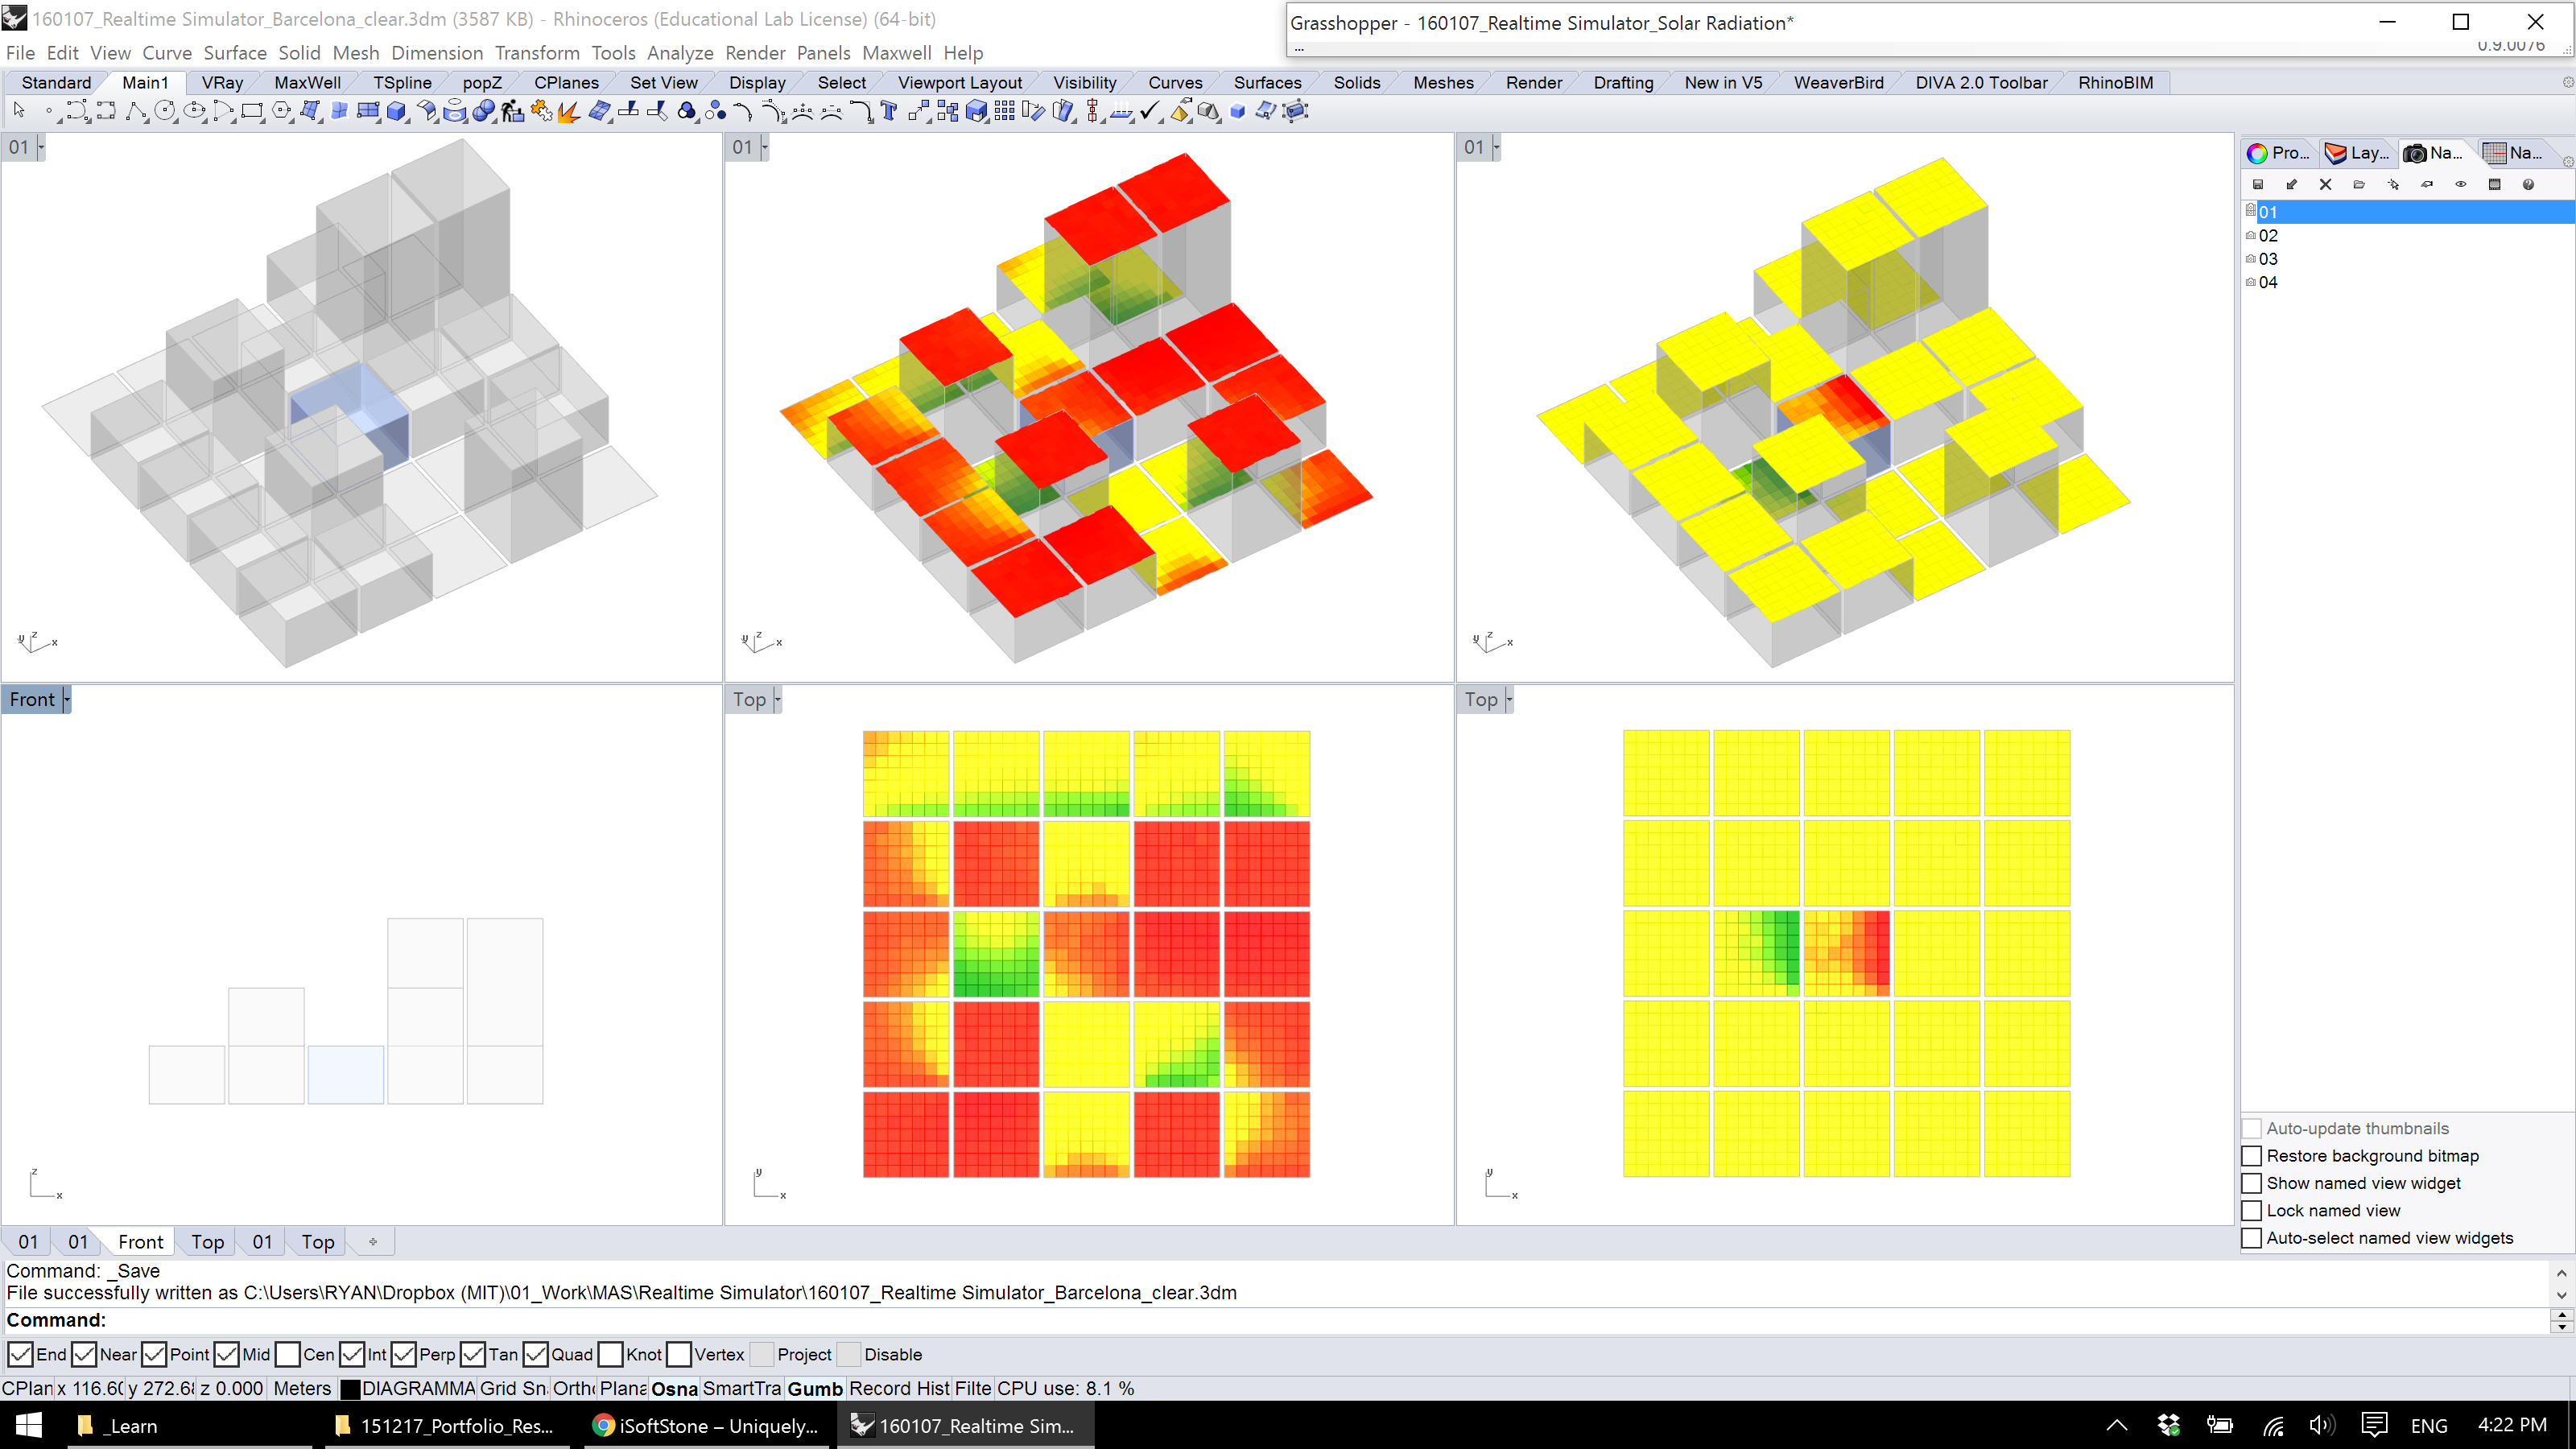 160107_Realtime Simulator_Barcelona_clear.3dm (3587 KB) - Rhinoceros (Educational Lab License) (64-bit)
Grasshopper - 160107_Realtime Simulator_Solar Radiation*
...
0.9.0076
File Edit View Curve Surface Solid Mesh Dimension Transform Tools Analyze Render Panels Maxwell Help
Standard Main1 VRay MaxWell TSpline popZ CPlanes Set View Display Select Viewport Layout Visibility Curves Surfaces Solids Meshes Render Drafting New in V5 WeaverBird DIVA 2.0 Toolbar RhinoBIM
01
01
01
Pro... Lay... Na... Na...
01
02
03
04
y z x
y z x
y z x
Front
Top
Top
z x
y x
y x
Auto-update thumbnails
Restore background bitmap
Show named view widget
Lock named view
Auto-select named view widgets
01 01 Front Top 01 Top
Command: _Save
File successfully written as C:\Users\RYAN\Dropbox (MIT)\01_Work\MAS\Realtime Simulator\160107_Realtime Simulator_Barcelona_clear.3dm
Command:
End Near Point Mid Cen Int Perp Tan Quad Knot Vertex Project Disable
CPlan x 116.60 y 272.68 z 0.000 Meters DIAGRAMMA Grid Sn Ortho Plana Osna SmartTra Gumb Record Hist Filte CPU use: 8.1 %
_Learn 151217_Portfolio_Res... iSoftStone – Uniquely... 160107_Realtime Sim... ENG 4:22 PM